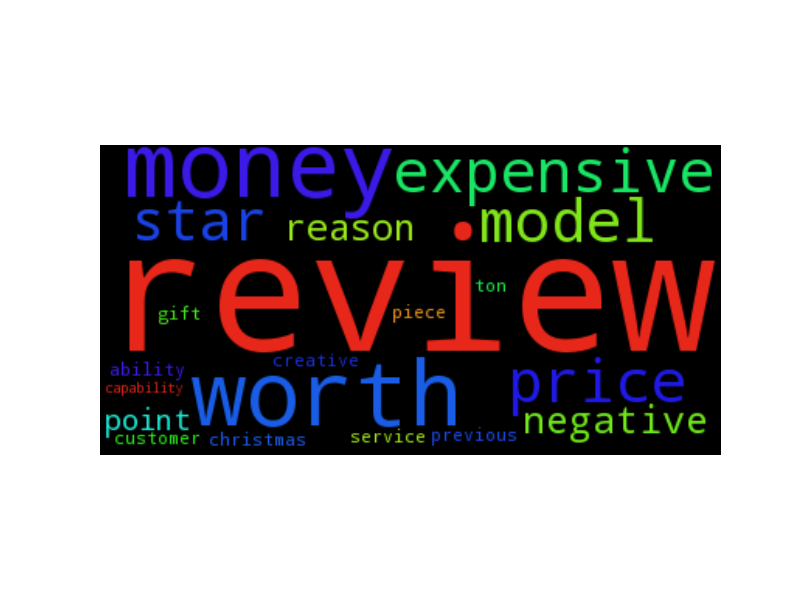 money expensive
star reason model
review
gift piece ton
ability creative
capability worth price
point negative
customer christmas service previous